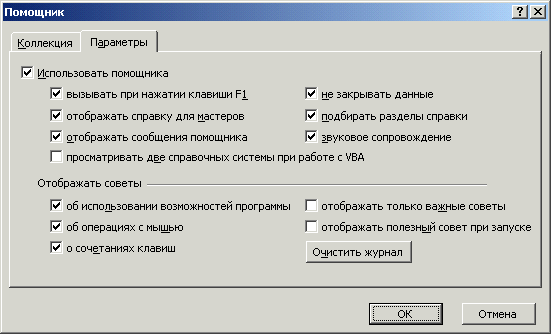 Помощник
Коллекция Параметры
Использовать помощника
вызывать при нажатии клавиши F1 не закрывать данные
отображать справку для мастеров подбирать разделы справки
отображать сообщения помощника звуковое сопровождение
просматривать две справочных системы при работе с VBA
Отображать советы
об использовании возможностей программы отображать только важные советы
об операциях с мышью отображать полезный совет при запуске
о сочетаниях клавиш Очистить журнал
ОК Отмена